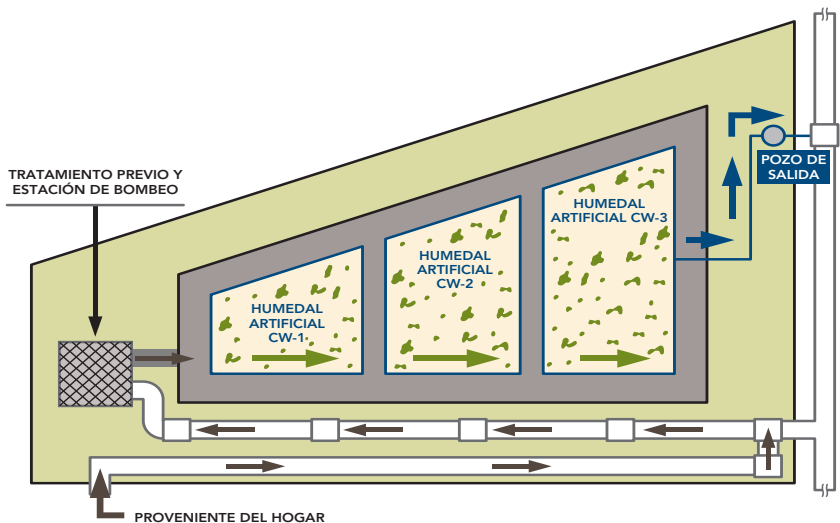 TRATAMIENTO PREVIO Y
ESTACIÓN DE BOMBEO
HUMEDAL
ARTIFICIAL
CW-1
HUMEDAL
ARTIFICIAL
CW-2
HUMEDAL
ARTIFICIAL CW-3
POZO DE
SALIDA
PROVENIENTE DEL HOGAR